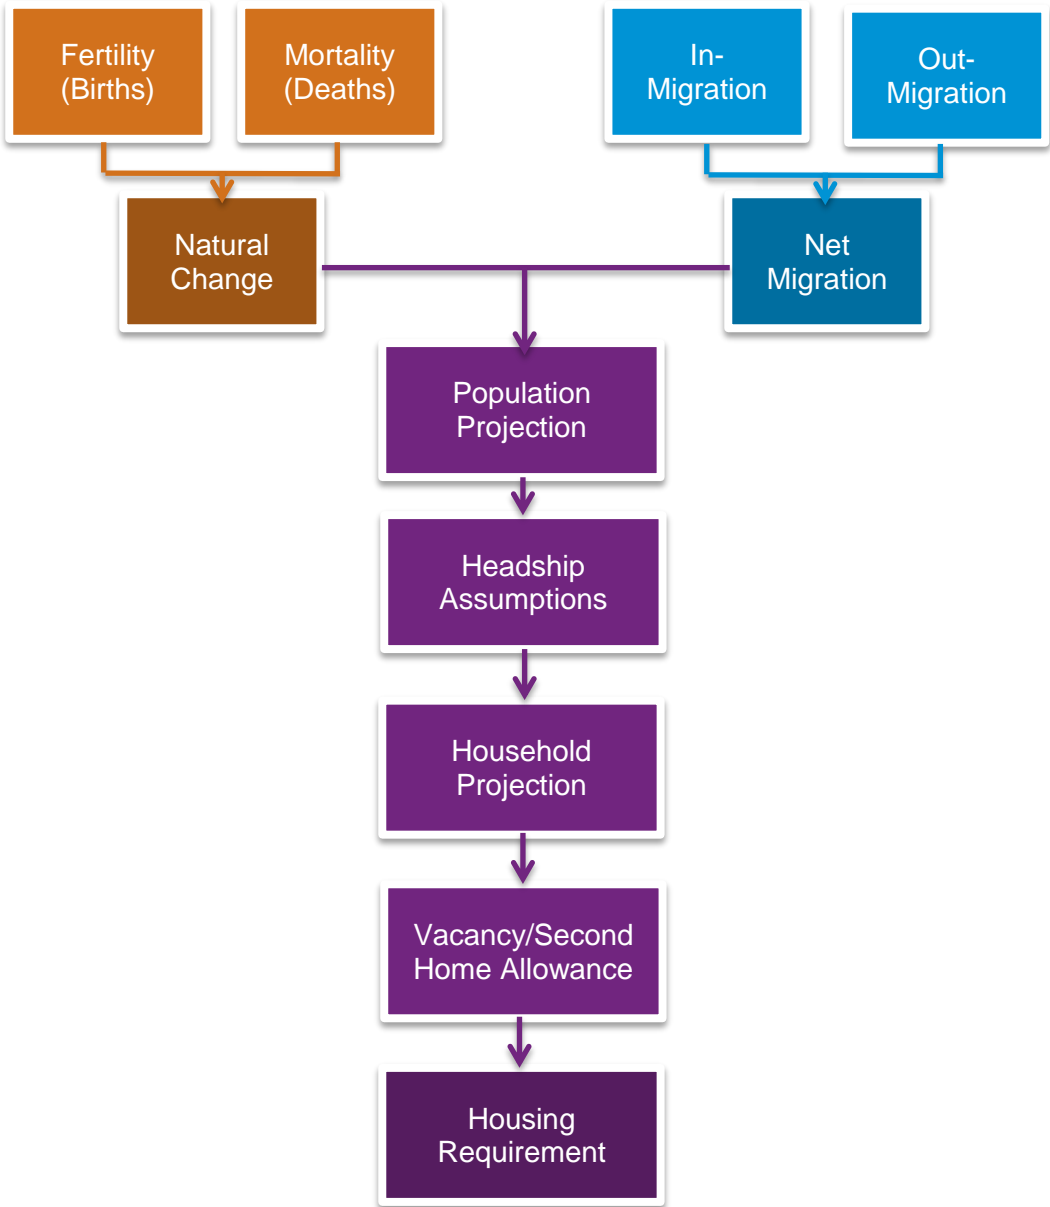 Fertility
(Births)
Mortality
(Deaths)
In-
Migration
Out-
Migration
Natural
Change
Net
Migration
Population
Projection
Headship
Assumptions
Household
Projection
Vacancy/Second
Home Allowance
Housing
Requirement